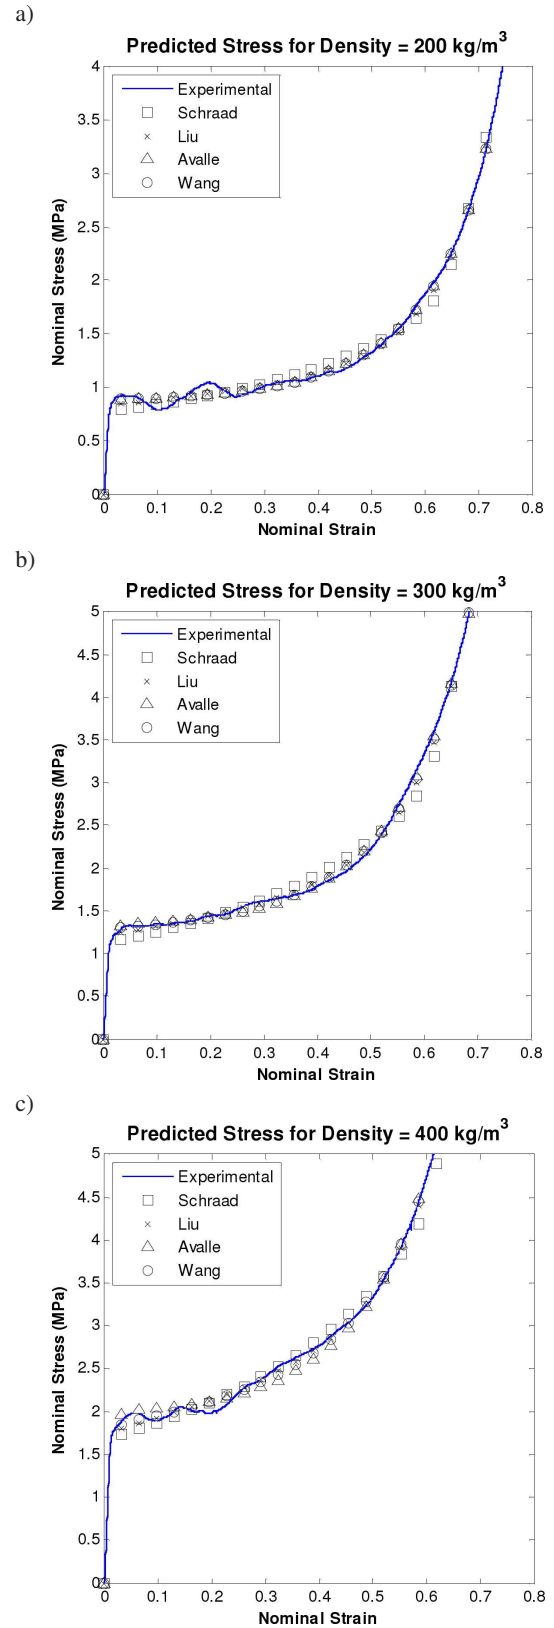 a)
Predicted Stress for Density = 200 kg/m³
4
3.5
3
2.5
2
1.5
1
0.5
0
Nominal Stress (MPa)
Experimental
Schraad
Liu
Avalle
Wang
0 0.1 0.2 0.3 0.4 0.5 0.6 0.7 0.8
Nominal Strain
b)
Predicted Stress for Density = 300 kg/m³
5
4.5
4
3.5
3
2.5
2
1.5
1
0.5
0
Nominal Stress (MPa)
Experimental
Schraad
Liu
Avalle
Wang
0 0.1 0.2 0.3 0.4 0.5 0.6 0.7 0.8
Nominal Strain
c)
Predicted Stress for Density = 400 kg/m³
5
4.5
4
3.5
3
2.5
2
1.5
1
0.5
0
Nominal Stress (MPa)
Experimental
Schraad
Liu
Avalle
Wang
0 0.1 0.2 0.3 0.4 0.5 0.6 0.7 0.8
Nominal Strain